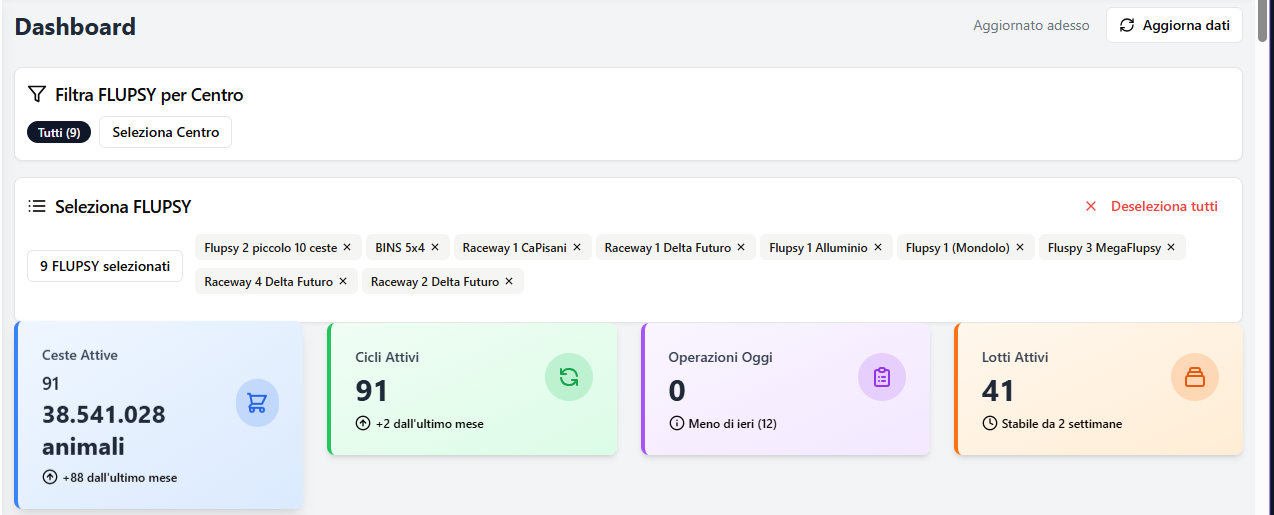 Dashboard
Aggiornato adesso
Aggiorna dati
Filtra FLUPSY per Centro
Tutti (9)
Seleziona Centro
Seleziona FLUPSY
Deseleziona tutti
9 FLUPSY selezionati
Flupsy 2 piccolo 10 ceste ×
BINS 5x4 ×
Raceway 1 CaPisani ×
Raceway 1 Delta Futuro ×
Flupsy 1 Alluminio ×
Flupsy 1 (Mondolo) ×
Fluspy 3 MegaFlupsy ×
Raceway 4 Delta Futuro ×
Raceway 2 Delta Futuro ×
Ceste Attive
91
38.541.028
animali
+88 dall'ultimo mese
Cicli Attivi
91
+2 dall'ultimo mese
Operazioni Oggi
0
Meno di ieri (12)
Lotti Attivi
41
Stabile da 2 settimane